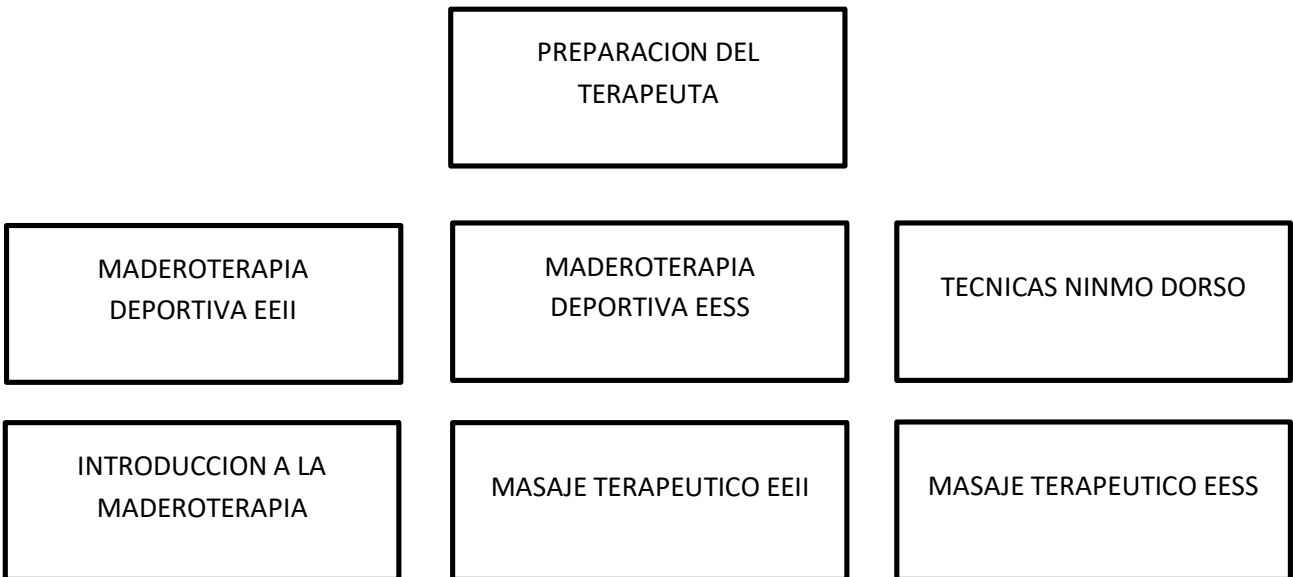 PREPARACION DEL
TERAPEUTA
MADEROTERAPIA
DEPORTIVA EEII
MADEROTERAPIA
DEPORTIVA EESS
TECNICAS NINMO DORSO
INTRODUCCION A LA
MADEROTERAPIA
MASAJE TERAPEUTICO EEII
MASAJE TERAPEUTICO EESS